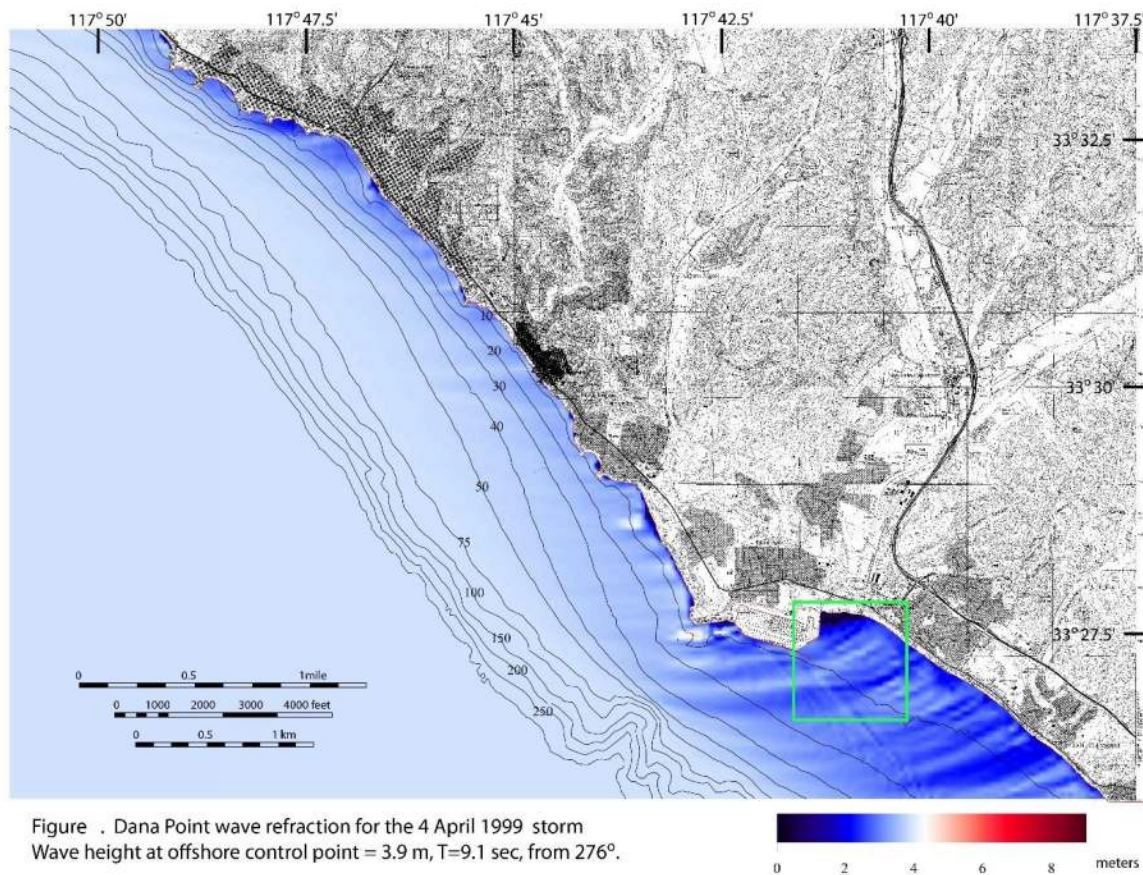 117°50' 117°47.5' 117°45' 117°42.5' 117°40' 117°37.5
33°32.5'
33°30'
33°27.5'
10
20
30
40
50
75
100
150
200
250
0 0.5 1mile
0 1000 2000 3000 4000 feet
0 0.5 1 km
Figure . Dana Point wave refraction for the 4 April 1999 storm
Wave height at offshore control point = 3.9 m, T=9.1 sec, from 276°.
0 2 4 6 8 meters